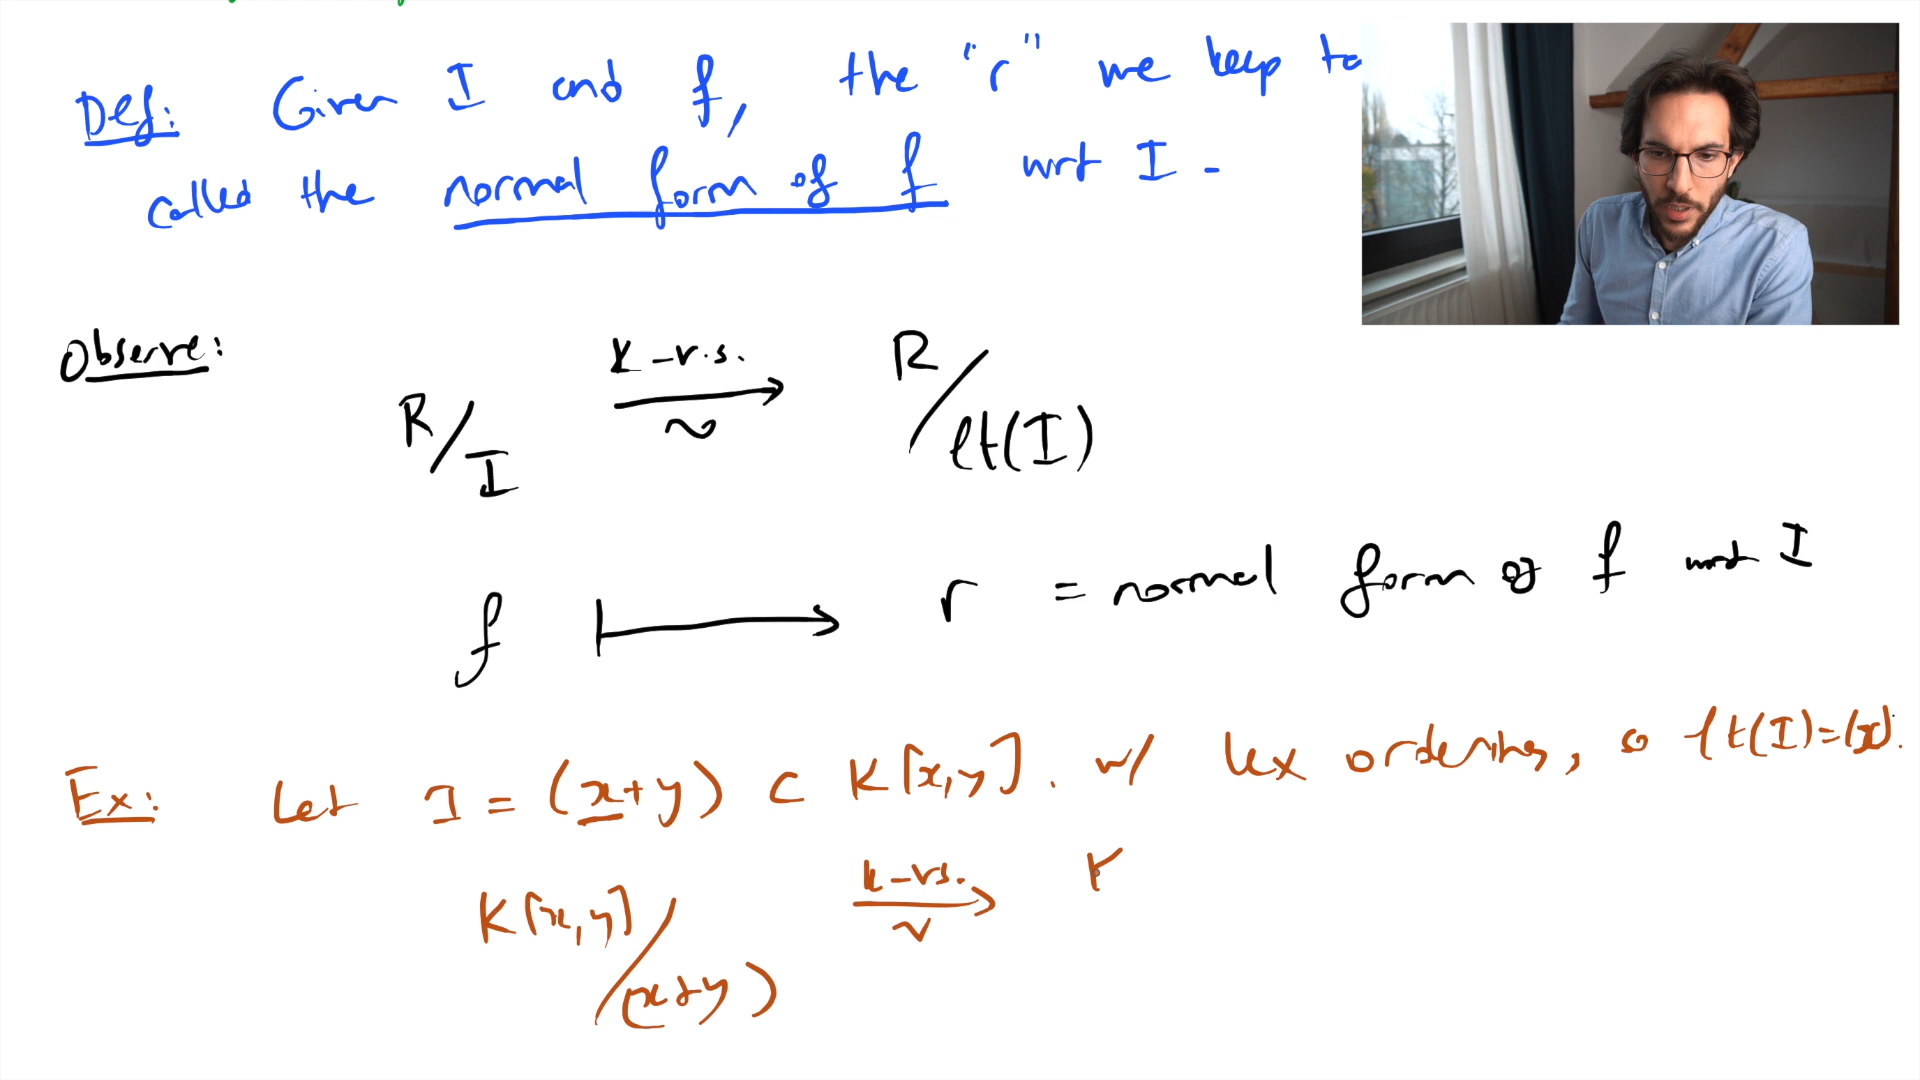 Def: Given I and f, the "r" we keep to
called the normal form of f wrt I.
Observe: R/I K-v.s. → ~ R/lt(I)
f ↦ r = normal form of f wrt I
Ex: Let I = (x+y) ⊂ K[x,y]. w/ lex ordering, so lt(I)=(x).
K[x,y]/(x+y) k-vs. → ~ K